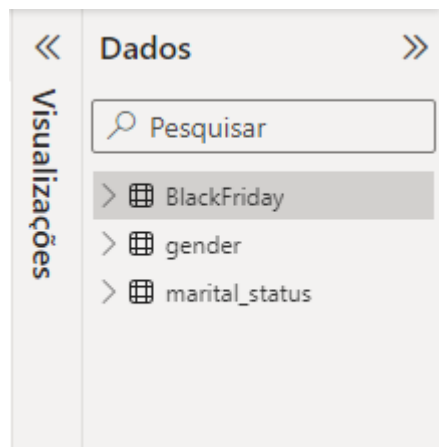 Dados
Visualizações
Pesquisar
BlackFriday
gender
marital_status